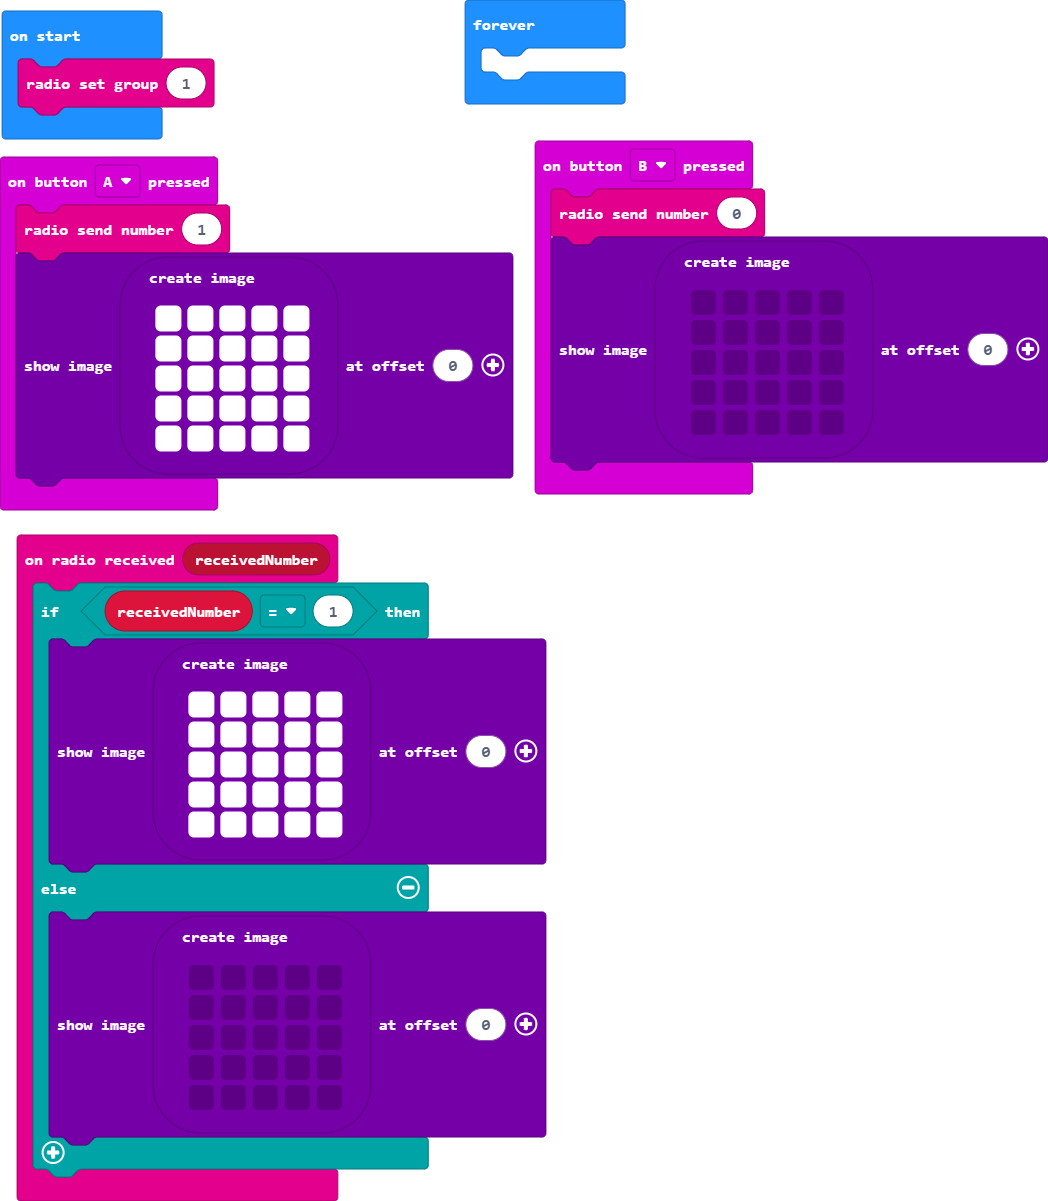 on start
radio set group 1
forever
on button A pressed
radio send number 1
create image
show image at offset 0
on button B pressed
radio send number 0
create image
show image at offset 0
on radio received receivedNumber
if receivedNumber = 1 then
create image
show image at offset 0
else
create image
show image at offset 0